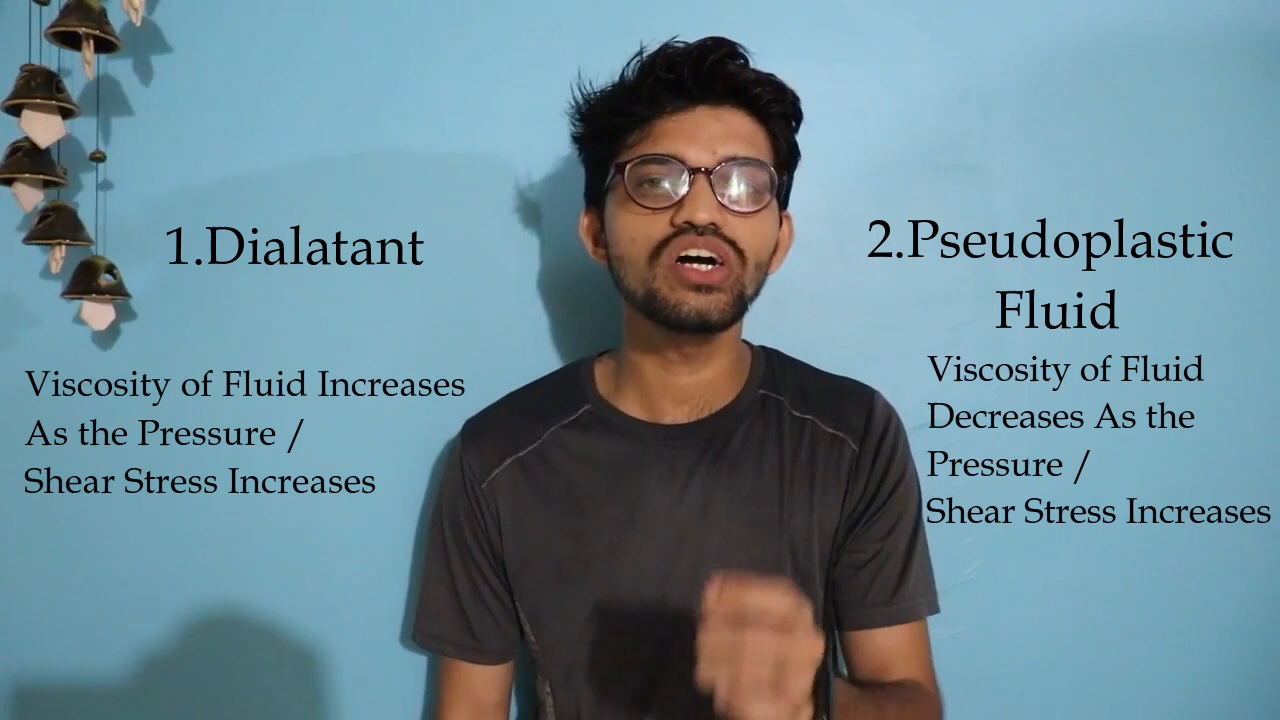 1.Dialatant
Viscosity of Fluid Increases
As the Pressure /
Shear Stress Increases
2.Pseudoplastic
Fluid
Viscosity of Fluid
Decreases As the
Pressure /
Shear Stress Increases